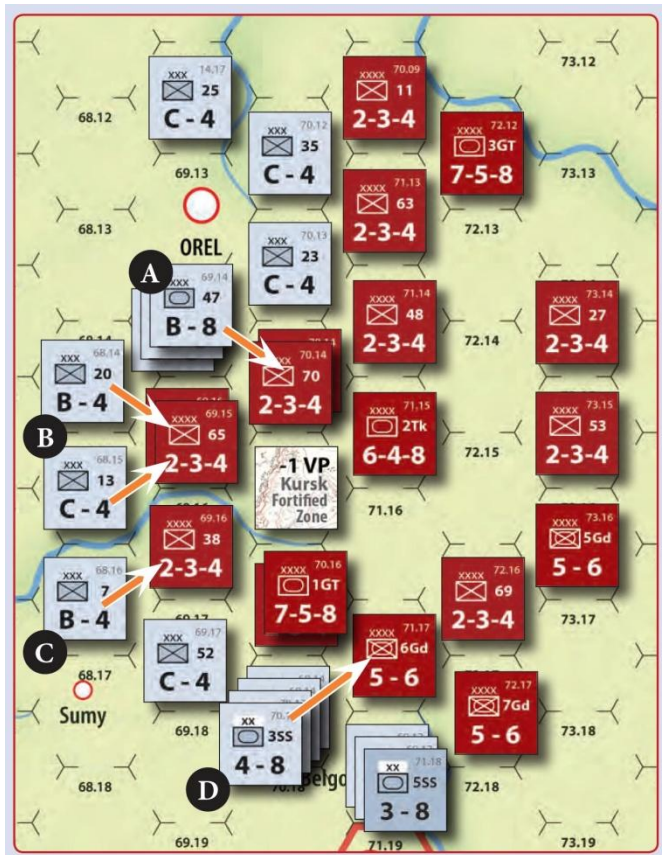 73.12
14.17
XXX
25
C - 4
68.12
70.09
XXXX
11
2-3-4
70.12
XXX
35
C - 4
72.12
XXXX
3GT
7-5-8
69.13
73.13
71.13
XXXX
63
2-3-4
68.13
72.13
OREL
70.13
XXX
23
C - 4
A
69.14
XXX
47
B - 8
71.14
XXXX
48
2-3-4
73.14
XXXX
27
2-3-4
72.14
68.14
XXX
20
B - 4
B
70.14
XXXX
70
2-3-4
69.15
XXXX
65
2-3-4
71.15
XXXX
2Tk
6-4-8
73.15
XXXX
53
2-3-4
72.15
68.15
XXX
13
C - 4
-1 VP
Kursk
Fortified
Zone
71.16
69.16
XXXX
38
2-3-4
73.16
XXXX
5Gd
5 - 6
68.16
XXX
7
B - 4
C
70.16
XXXX
1GT
7-5-8
72.16
XXXX
69
2-3-4
73.17
69.17
69.17
XXX
52
C - 4
71.17
XXXX
6Gd
5 - 6
68.17
Sumy
72.17
XXXX
7Gd
5 - 6
69.18
73.18
XX
3SS
4 - 8
D
70.18
71.18
XX
5SS
3 - 8
68.18
72.18
69.19
71.19
73.19